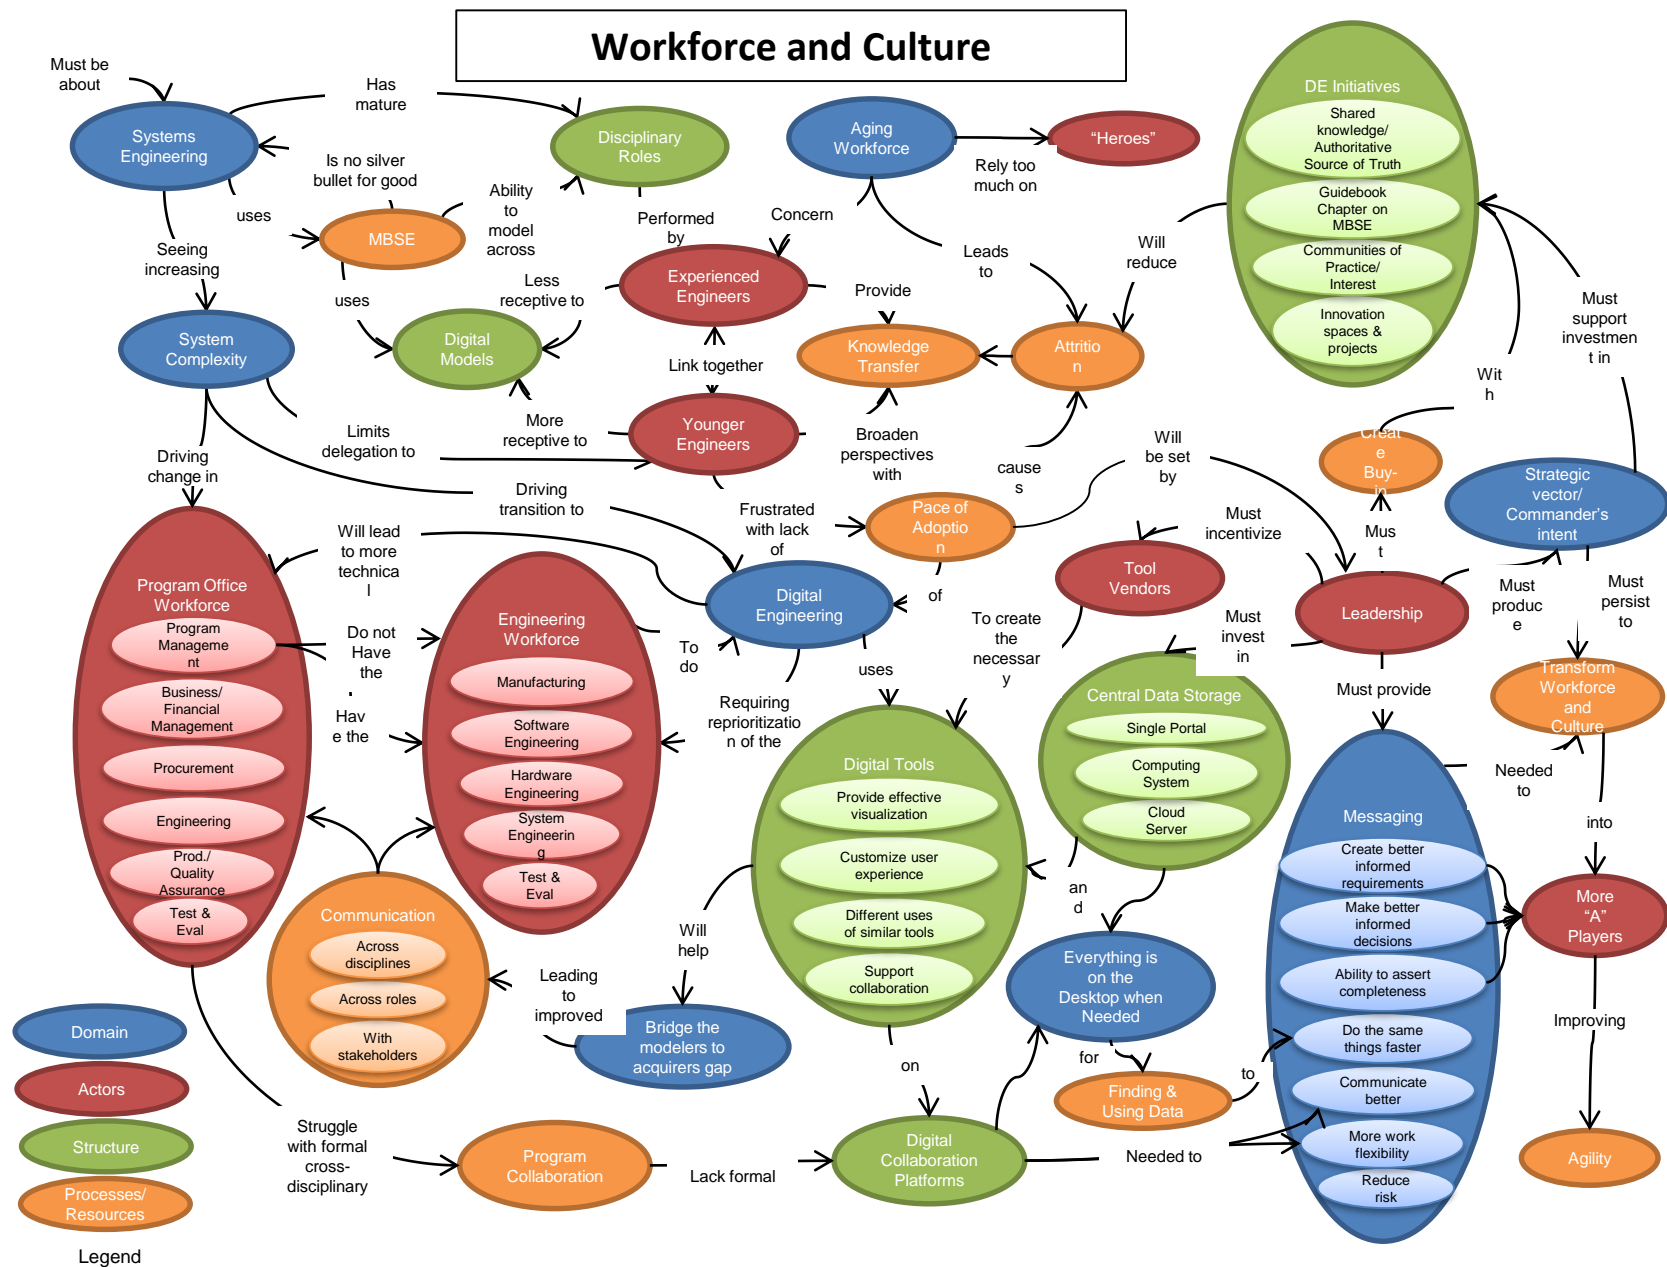 Workforce and Culture
Must be
about
Has
mature
Systems
Engineering
Disciplinary
Roles
Aging
Workforce
“Heroes”
Rely too
much on
DE Initiatives
Shared
knowledge/
Authoritative
Source of Truth
Guidebook
Chapter on
MBSE
Communities of
Practice/
Interest
Innovation
spaces &
projects
Is no silver
bullet for good
uses
MBSE
Ability
to
model
across
Performed
by
Concern
Seeing
increasing
Experienced
Engineers
Leads
to
Will
reduce
uses
Less
receptive to
Provide
Must
support
investmen
t in
System
Complexity
Digital
Models
Link together
Knowledge
Transfer
Attritio
n
Wit
h
Limits
delegation to
More
receptive to
Younger
Engineers
Broaden
perspectives
with
Will
be set
by
Creat
e
Buy-
in
Driving
change in
Driving
transition to
cause
s
Strategic
vector/
Commander’s
intent
Frustrated
with lack
of
Pace of
Adoptio
n
Must
incentivize
Mus
t
Will lead
to more
technica
l
Tool
Vendors
Leadership
Must
produc
e
Must
persist
to
Program Office
Workforce
Program
Manageme
nt
Business/
Financial
Management
Procurement
Engineering
Prod./
Quality
Assurance
Test &
Eval
Do not
Have
the
Hav
e the
Engineering
Workforce
Manufacturing
Software
Engineering
Hardware
Engineering
System
Engineerin
g
Test &
Eval
To
do
Digital
Engineering
of
uses
To create
the
necessar
y
Must
invest
in
Requiring
reprioritizatio
n of the
Central Data Storage
Single Portal
Computing
System
Cloud
Server
Must provide
Transform
Workforce
and
Culture
Needed
to
into
Digital Tools
Provide effective
visualization
Customize user
experience
Different uses
of similar tools
Support
collaboration
an
d
Messaging
Create better
informed
requirements
Make better
informed
decisions
Ability to assert
completeness
Do the same
things faster
Communicate
better
More work
flexibility
Reduce
risk
More
“A”
Players
Communication
Across
disciplines
Across roles
With
stakeholders
Will
help
Leading
to
improved
Bridge the
modelers to
acquirers gap
Everything is
on the
Desktop when
Needed
for
Finding &
Using Data
to
Improving
on
Struggle
with formal
cross-
disciplinary
Program
Collaboration
Lack formal
Digital
Collaboration
Platforms
Needed to
Agility
Domain
Actors
Structure
Processes/
Resources
Legend